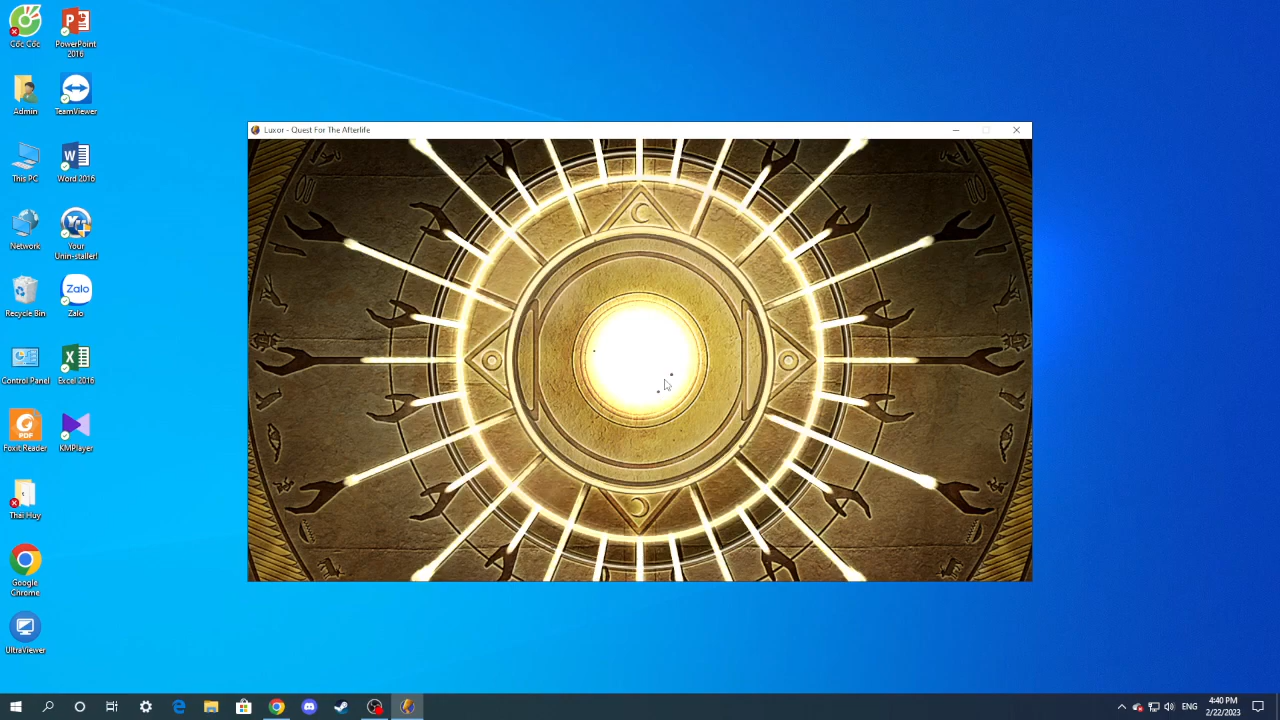 Cốc Cốc
PowerPoint
2016
Admin
TeamViewer
This PC
Word 2016
Network
Your
Unin-staller!
Recycle Bin
Zalo
Zalo
Control Panel
Excel 2016
Foxit Reader
KMPlayer
Thai Huy
Google
Chrome
UltraViewer
Luxor - Quest For The Afterlife
ENG
4:40 PM
2/22/2023